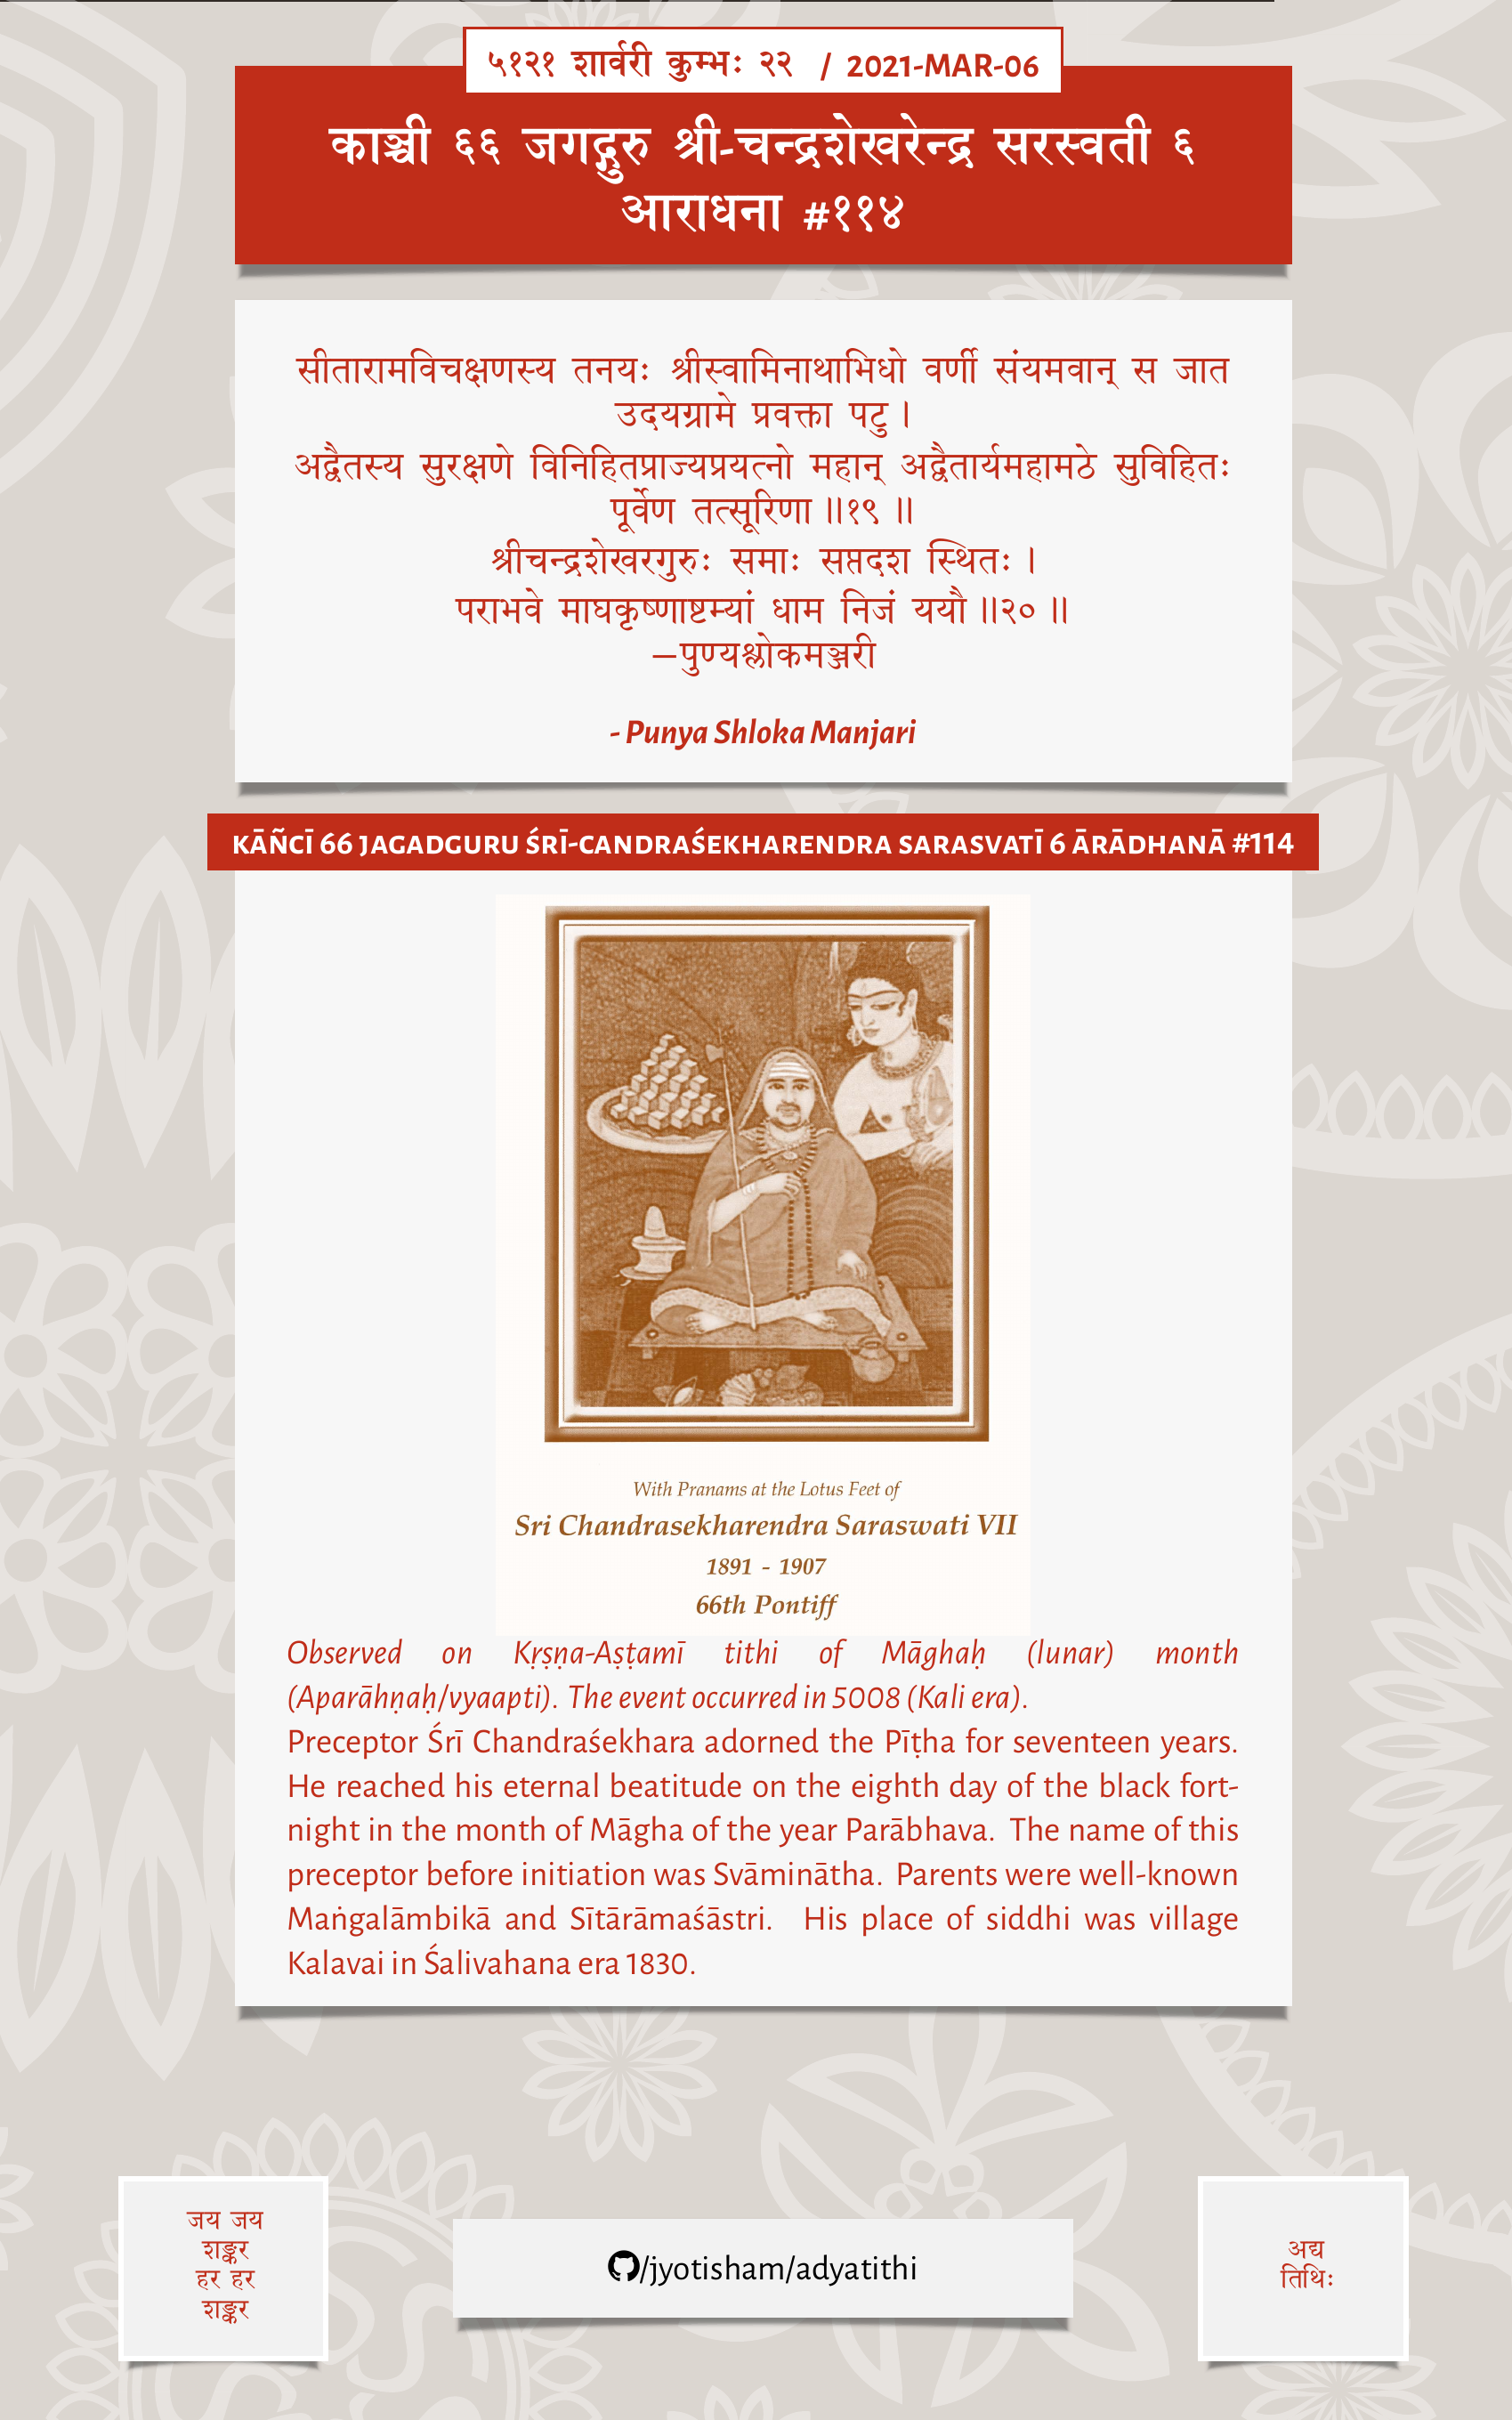 ५१२१ शार्वरी कुम्भः २२ / 2021-MAR-06
काञ्ची ६६ जगद्गुरु श्री-चन्द्रशेखरेन्द्र सरस्वती ६
आराधना #११४
सीतारामविचक्षणस्य तनयः श्रीस्वामिनाथाभिधो वर्णी संयमवान् स जात
उदयग्रामे प्रवक्ता पटु।
अद्वैतस्य सुरक्षणे विनिहितप्राज्यप्रयत्नो महान् अद्वैतार्यमहामठे सुविहितः
पूर्वेण तत्सूरिणा॥१९॥
श्रीचन्द्रशेखरगुरुः समाः सप्तदश स्थितः।
पराभवे माघकृष्णाष्टम्यां धाम निजं ययौ॥२०॥
—पुण्यश्लोकमञ्जरी
- Punya Shloka Manjari
KĀÑCĪ 66 JAGADGURU ŚRĪ-CANDRAŚEKHARENDRA SARASVATĪ 6 ĀRĀDHANĀ #114
With Pranams at the Lotus Feet of
Sri Chandrasekharendra Saraswati VII
1891 - 1907
66th Pontiff
Observed on Kṛṣṇa-Aṣṭamī tithi of Māghaḥ (lunar) month
(Aparāhṇaḥ/vyaapti). The event occurred in 5008 (Kali era).
Preceptor Śrī Chandraśekhara adorned the Pīṭha for seventeen years.
He reached his eternal beatitude on the eighth day of the black fort-
night in the month of Māgha of the year Parābhava. The name of this
preceptor before initiation was Svāminātha. Parents were well-known
Maṅgalāmbikā and Sītārāmaśāstri. His place of siddhi was village
Kalavai in Śalivahana era 1830.
जय जय
शङ्कर
हर हर
शङ्कर
/jyotisham/adyatithi
अद्य
तिथिः